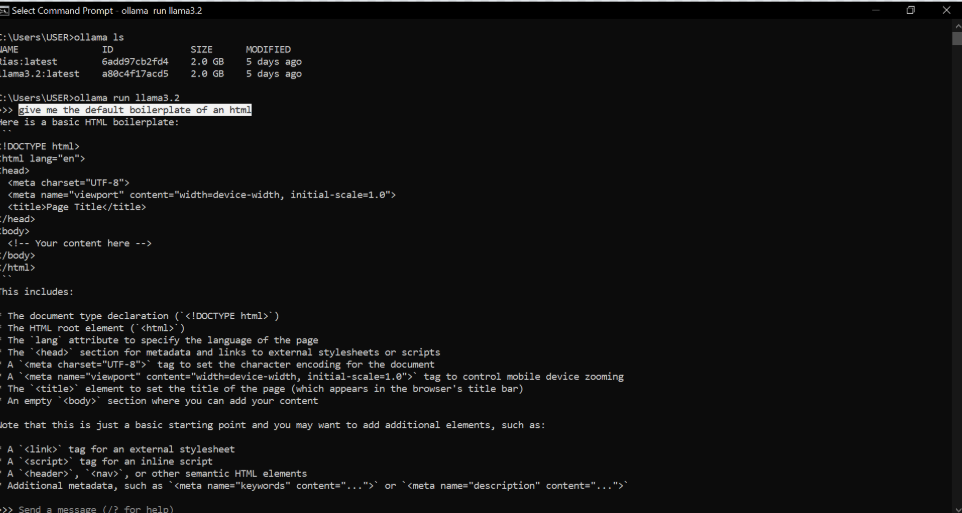 Select Command Prompt - ollama run llama3.2
:\Users\USER>ollama ls
NAME ID SIZE MODIFIED
ias:latest 6add97cb2fd4 2.0 GB 5 days ago
llama3.2:latest a80c4f17acd5 2.0 GB 5 days ago
:\Users\USER>ollama run llama3.2
>>> give me the default boilerplate of an html
Here is a basic HTML boilerplate:
```
<!DOCTYPE html>
<html lang="en">
<head>
<meta charset="UTF-8">
<meta name="viewport" content="width=device-width, initial-scale=1.0">
<title>Page Title</title>
</head>
<body>
<!-- Your content here -->
</body>
</html>
```
This includes:
* The document type declaration (`<!DOCTYPE html>`)
* The HTML root element (`<html>`)
* The `lang` attribute to specify the language of the page
* The `<head>` section for metadata and links to external stylesheets or scripts
* A `<meta charset="UTF-8">` tag to set the character encoding for the document
* A `<meta name="viewport" content="width=device-width, initial-scale=1.0">` tag to control mobile device zooming
* The `<title>` element to set the title of the page (which appears in the browser's title bar)
* An empty `<body>` section where you can add your content
Note that this is just a basic starting point and you may want to add additional elements, such as:
* A `<link>` tag for an external stylesheet
* A `<script>` tag for an inline script
* A `<header>`, `<nav>`, or other semantic HTML elements
* Additional metadata, such as `<meta name="keywords" content="...">` or `<meta name="description" content="...">`
>>> Send a message (/? for help)